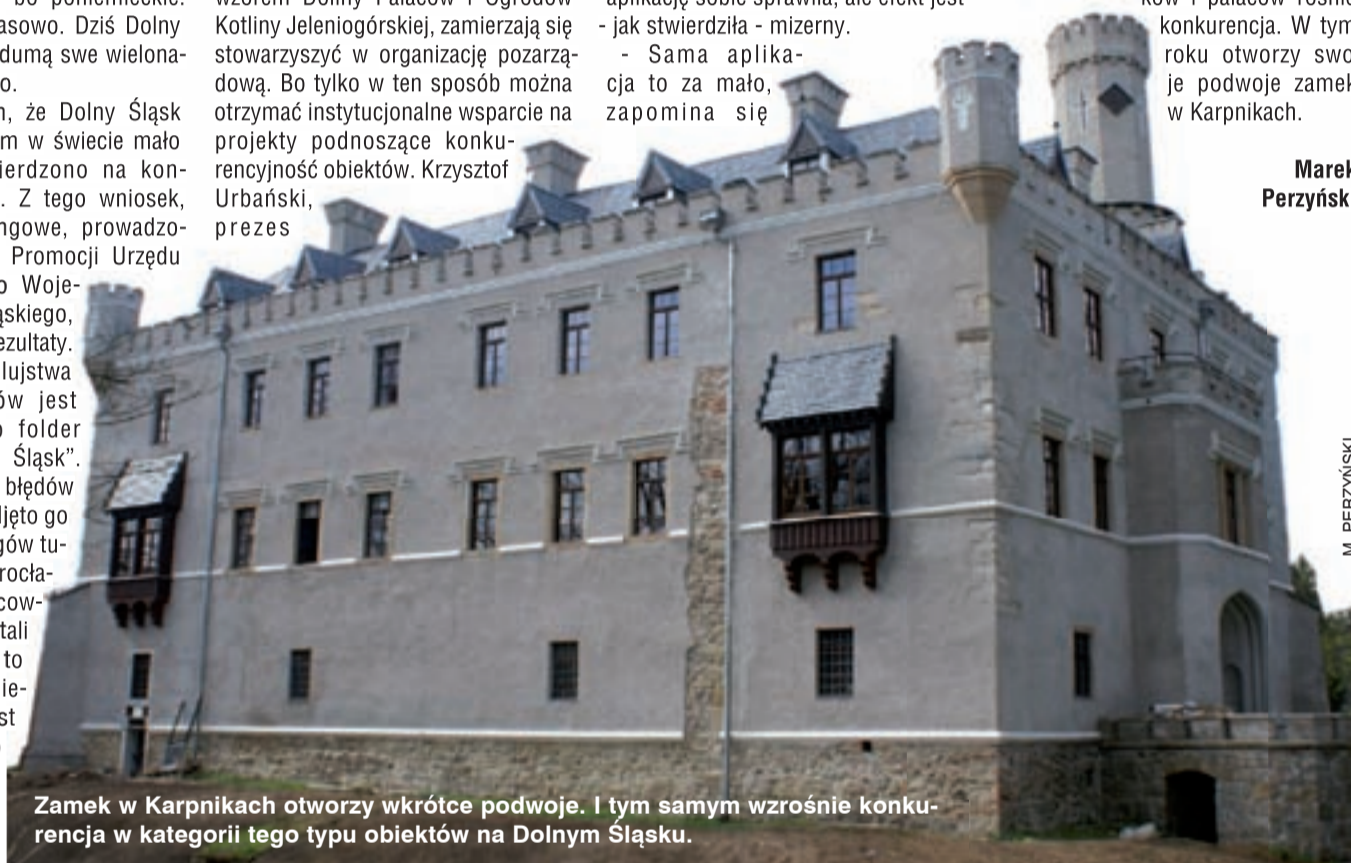 bo poniemieckie.
asowo. Dziś Dolny
dumą swe wielona-
o.
, że Dolny Śląsk
m w świecie mało
ierdzono na kon-
. Z tego wniosek,
ngowe, prowadzo-
Promocji Urzędu
o Woje-
ąskiego,
ezultaty.
lujstwa
ów jest
o folder
Śląsk”.
błędów
jęto go
gów tu-
rocła-
cow-
tali
to
ie-
st
wzorem Doliny Pałaców i Ogrodów
Kotliny Jeleniogórskiej, zamierzają się
stowarzyszyć w organizację pozarzą-
dową. Bo tylko w ten sposób można
otrzymać instytucjonalne wsparcie na
projekty podnoszące konku-
rencyjność obiektów. Krzysztof
Urbański,
prezes
aplikację sobie sprawiła, ale efekt jest
- jak stwierdziła - mizerny.
- Sama aplika-
cja to za mało,
zapomina się
ków i pałaców rośnie
konkurencja. W tym
roku otworzy swo
je podwoje zamek
w Karpnikach.
Marek
Perzyńsk
M. PERZYŃSKI
Zamek w Karpnikach otworzy wkrótce podwoje. I tym samym wzrośnie konku-
rencja w kategorii tego typu obiektów na Dolnym Śląsku.